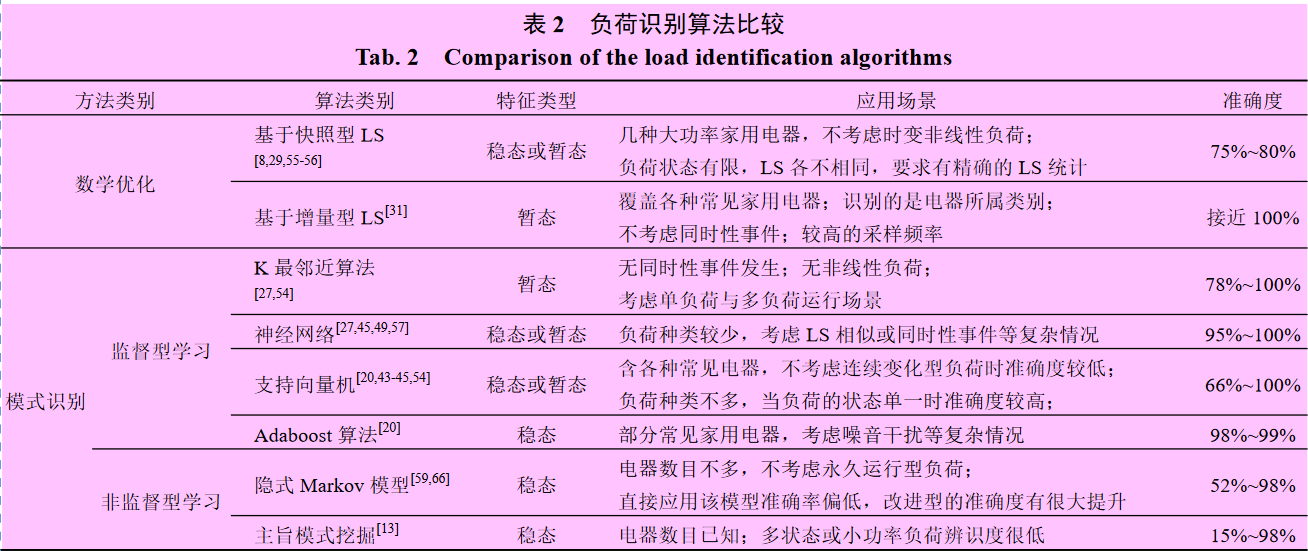 表 2 负荷识别算法比较
Tab. 2 Comparison of the load identification algorithms
方法类别 算法类别 特征类型 应用场景 准确度
数学优化
基于快照型 LS
[8,29,55-56]
稳态或暂态
几种大功率家用电器，不考虑时变非线性负荷；
负荷状态有限，LS 各不相同，要求有精确的 LS 统计
75%~80%
基于增量型 LS[31]
暂态
覆盖各种常见家用电器；识别的是电器所属类别；
不考虑同时性事件；较高的采样频率
接近 100%
模式识别
监督型学习
K 最邻近算法
[27,54]
暂态
无同时性事件发生；无非线性负荷；
考虑单负荷与多负荷运行场景
78%~100%
神经网络[27,45,49,57] 稳态或暂态 负荷种类较少，考虑 LS 相似或同时性事件等复杂情况 95%~100%
支持向量机[20,43-45,54]
稳态或暂态
含各种常见电器，不考虑连续变化型负荷时准确度较低；
负荷种类不多，当负荷的状态单一时准确度较高；
66%~100%
Adaboost 算法[20] 稳态 部分常见家用电器，考虑噪音干扰等复杂情况 98%~99%
非监督型学习
隐式 Markov 模型[59,66]
稳态
电器数目不多，不考虑永久运行型负荷；
直接应用该模型准确率偏低，改进型的准确度有很大提升
52%~98%
主旨模式挖掘[13] 稳态 电器数目已知；多状态或小功率负荷辨识度很低 15%~98%